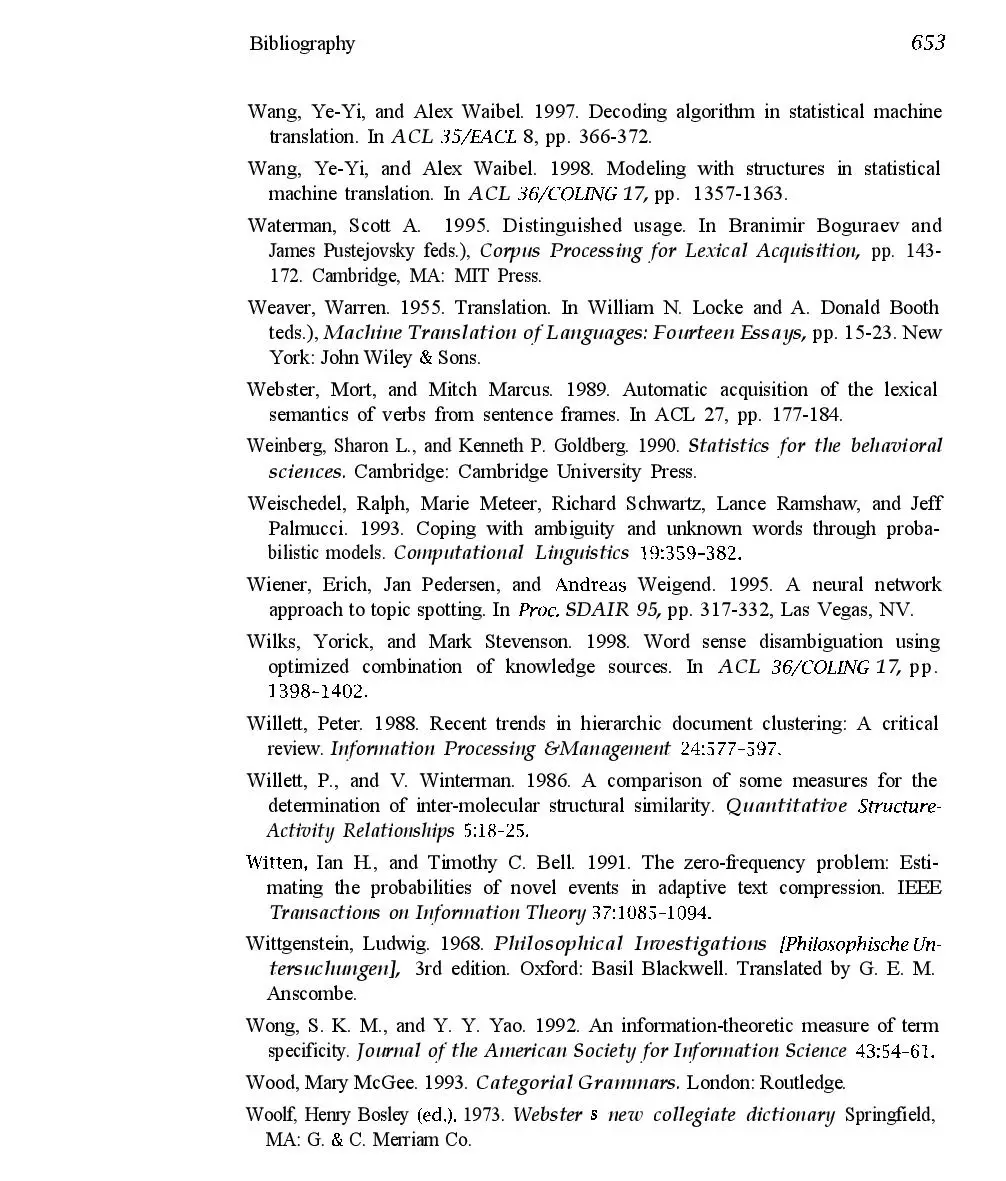 Bibliography 653
Wang, Ye-Yi, and Alex Waibel. 1997. Decoding algorithm in statistical machine
translation. In ACL 35/EACL 8, pp. 366-372.
Wang, Ye-Yi, and Alex Waibel. 1998. Modeling with structures in statistical
machine translation. In ACL 36/COLING 17, pp. 1357-1363.
Waterman, Scott A. 1995. Distinguished usage. In Branimir Boguraev and
James Pustejovsky feds.), Corpus Processing for Lexical Acquisition, pp. 143-
172. Cambridge, MA: MIT Press.
Weaver, Warren. 1955. Translation. In William N. Locke and A. Donald Booth
teds.), Machine Translation of Languages: Fourteen Essays, pp. 15-23. New
York: John Wiley & Sons.
Webster, Mort, and Mitch Marcus. 1989. Automatic acquisition of the lexical
semantics of verbs from sentence frames. In ACL 27, pp. 177-184.
Weinberg, Sharon L., and Kenneth P. Goldberg. 1990. Statistics for the behavioral
sciences. Cambridge: Cambridge University Press.
Weischedel, Ralph, Marie Meteer, Richard Schwartz, Lance Ramshaw, and Jeff
Palmucci. 1993. Coping with ambiguity and unknown words through proba-
bilistic models. Computational Linguistics 19:359-382.
Wiener, Erich, Jan Pedersen, and Andreas Weigend. 1995. A neural network
approach to topic spotting. In Proc. SDAIR 95, pp. 317-332, Las Vegas, NV.
Wilks, Yorick, and Mark Stevenson. 1998. Word sense disambiguation using
optimized combination of knowledge sources. In ACL 36/COLING 17, pp.
1398-1402.
Willett, Peter. 1988. Recent trends in hierarchic document clustering: A critical
review. Information Processing &Management 24:577-597.
Willett, P., and V. Winterman. 1986. A comparison of some measures for the
determination of inter-molecular structural similarity. Quantitative Structure-
Activity Relationships 5:18-25.
Witten, Ian H., and Timothy C. Bell. 1991. The zero-frequency problem: Esti-
mating the probabilities of novel events in adaptive text compression. IEEE
Transactions on Information Theory 37:1085-1094.
Wittgenstein, Ludwig. 1968. Philosophical Investigations [Philosophische Un-
tersuchungen], 3rd edition. Oxford: Basil Blackwell. Translated by G. E. M.
Anscombe.
Wong, S. K. M., and Y. Y. Yao. 1992. An information-theoretic measure of term
specificity. Journal of the American Society for Information Science 43:54-61.
Wood, Mary McGee. 1993. Categorial Grammars. London: Routledge.
Woolf, Henry Bosley (ed.). 1973. Webster s new collegiate dictionary Springfield,
MA: G. & C. Merriam Co.